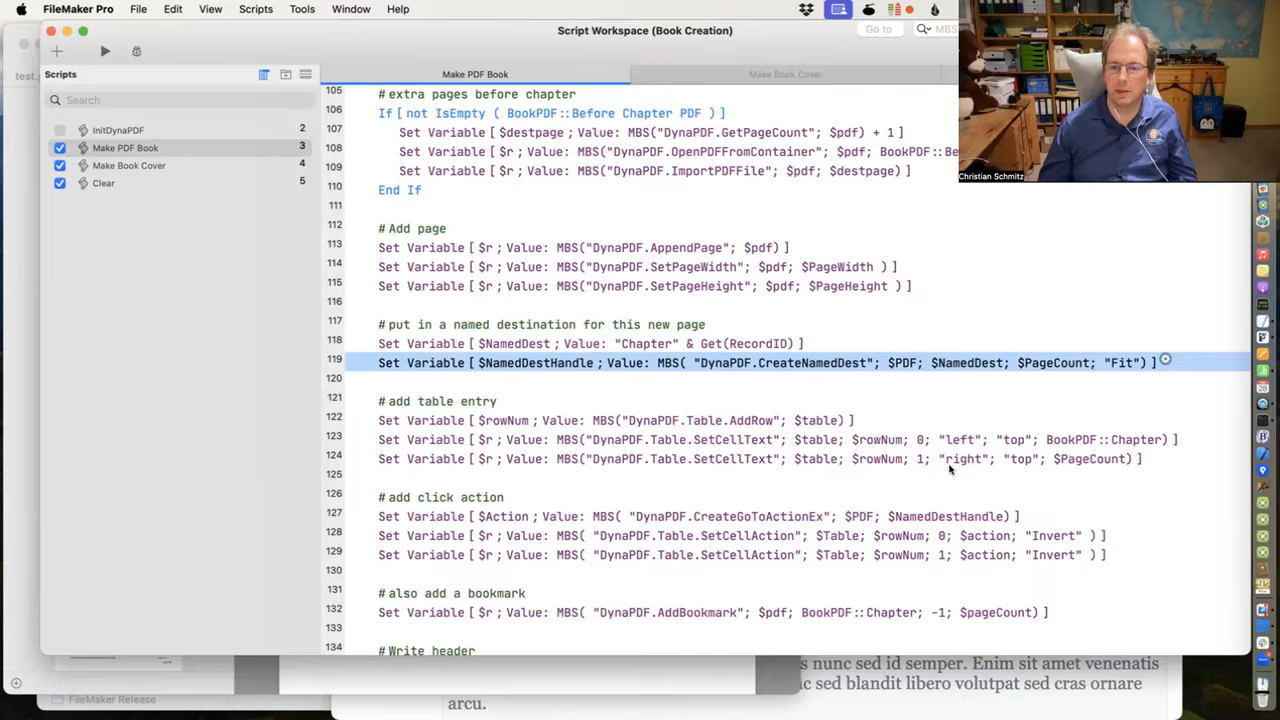 FileMaker Pro File Edit View Scripts Tools Window Help
Script Workspace (Book Creation)
Go to
MBS
test.p
Scripts
Make PDF Book
Make Book Cover
Search
InitDynaPDF 2
Make PDF Book 3
Make Book Cover 4
Clear 5
105 # extra pages before chapter
106 If [ not IsEmpty ( BookPDF::Before Chapter PDF ) ]
107 Set Variable [ $destpage ; Value: MBS("DynaPDF.GetPageCount"; $pdf) + 1 ]
108 Set Variable [ $r ; Value: MBS("DynaPDF.OpenPDFFromContainer"; $pdf; BookPDF::Be
109 Set Variable [ $r ; Value: MBS("DynaPDF.ImportPDFFile"; $pdf; $destpage) ]
110 End If
111
112 # Add page
113 Set Variable [ $r ; Value: MBS("DynaPDF.AppendPage"; $pdf) ]
114 Set Variable [ $r ; Value: MBS("DynaPDF.SetPageWidth"; $pdf; $PageWidth ) ]
115 Set Variable [ $r ; Value: MBS("DynaPDF.SetPageHeight"; $pdf; $PageHeight ) ]
116
117 # put in a named destination for this new page
118 Set Variable [ $NamedDest ; Value: "Chapter" & Get(RecordID) ]
119 Set Variable [ $NamedDestHandle ; Value: MBS( "DynaPDF.CreateNamedDest"; $PDF; $NamedDest; $PageCount; "Fit") ]
120
121 # add table entry
122 Set Variable [ $rowNum ; Value: MBS("DynaPDF.Table.AddRow"; $table) ]
123 Set Variable [ $r ; Value: MBS("DynaPDF.Table.SetCellText"; $table; $rowNum; 0; "left"; "top"; BookPDF::Chapter) ]
124 Set Variable [ $r ; Value: MBS("DynaPDF.Table.SetCellText"; $table; $rowNum; 1; "right"; "top"; $PageCount) ]
125
126 # add click action
127 Set Variable [ $Action ; Value: MBS( "DynaPDF.CreateGoToActionEx"; $PDF; $NamedDestHandle) ]
128 Set Variable [ $r ; Value: MBS( "DynaPDF.Table.SetCellAction"; $Table; $rowNum; 0; $action; "Invert" ) ]
129 Set Variable [ $r ; Value: MBS( "DynaPDF.Table.SetCellAction"; $Table; $rowNum; 1; $action; "Invert" ) ]
130
131 # also add a bookmark
132 Set Variable [ $r ; Value: MBS( "DynaPDF.AddBookmark"; $pdf; BookPDF::Chapter; -1; $pageCount) ]
133
134 # Write header
Christian Schmitz
FileMaker Release
s nunc sed id semper. Enim sit amet venenatis
c sed blandit libero volutpat sed cras ornare
arcu.